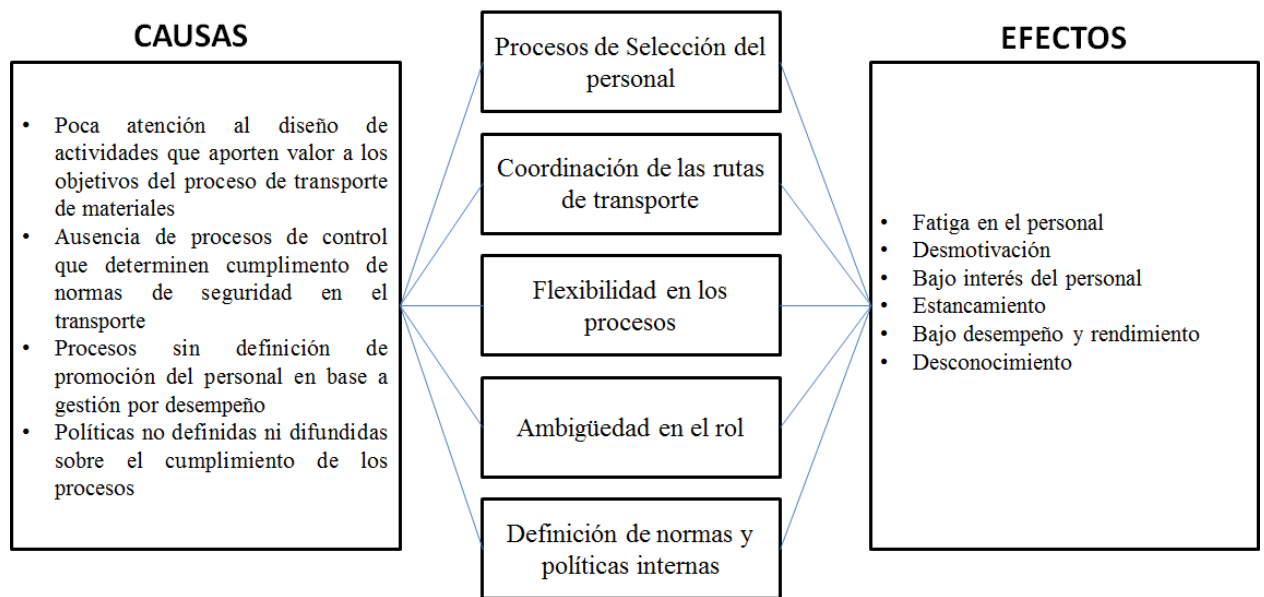 CAUSAS
• Poca atención al diseño de
actividades que aporten valor a los
objetivos del proceso de transporte
de materiales
• Ausencia de procesos de control
que determinen cumplimento de
normas de seguridad en el
transporte
• Procesos sin definición de
promoción del personal en base a
gestión por desempeño
• Políticas no definidas ni difundidas
sobre el cumplimiento de los
procesos
Procesos de Selección del
personal
Coordinación de las rutas
de transporte
Flexibilidad en los
procesos
Ambigüedad en el rol
Definición de normas y
políticas internas
EFECTOS
• Fatiga en el personal
• Desmotivación
• Bajo interés del personal
• Estancamiento
• Bajo desempeño y rendimiento
• Desconocimiento